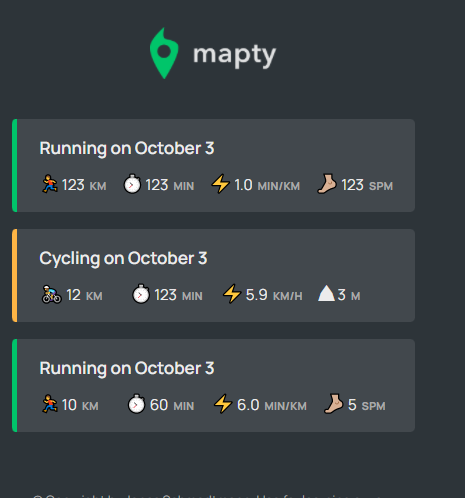 mapty
Running on October 3
123 KM 123 MIN 1.0 MIN/KM 123 SPM
Cycling on October 3
12 KM 123 MIN 5.9 KM/H 3 M
Running on October 3
10 KM 60 MIN 6.0 MIN/KM 5 SPM